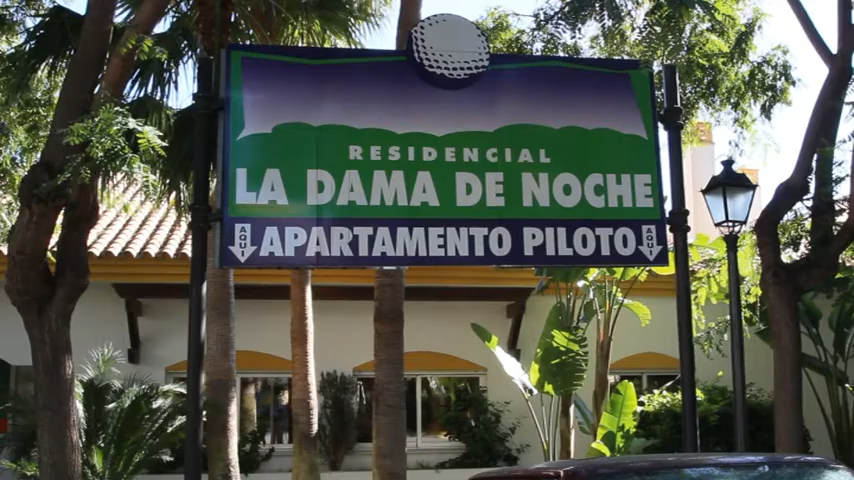 RESIDENCIAL
LA DAMA DE NOCHE
AQUI APARTAMENTO PILOTO AQUI